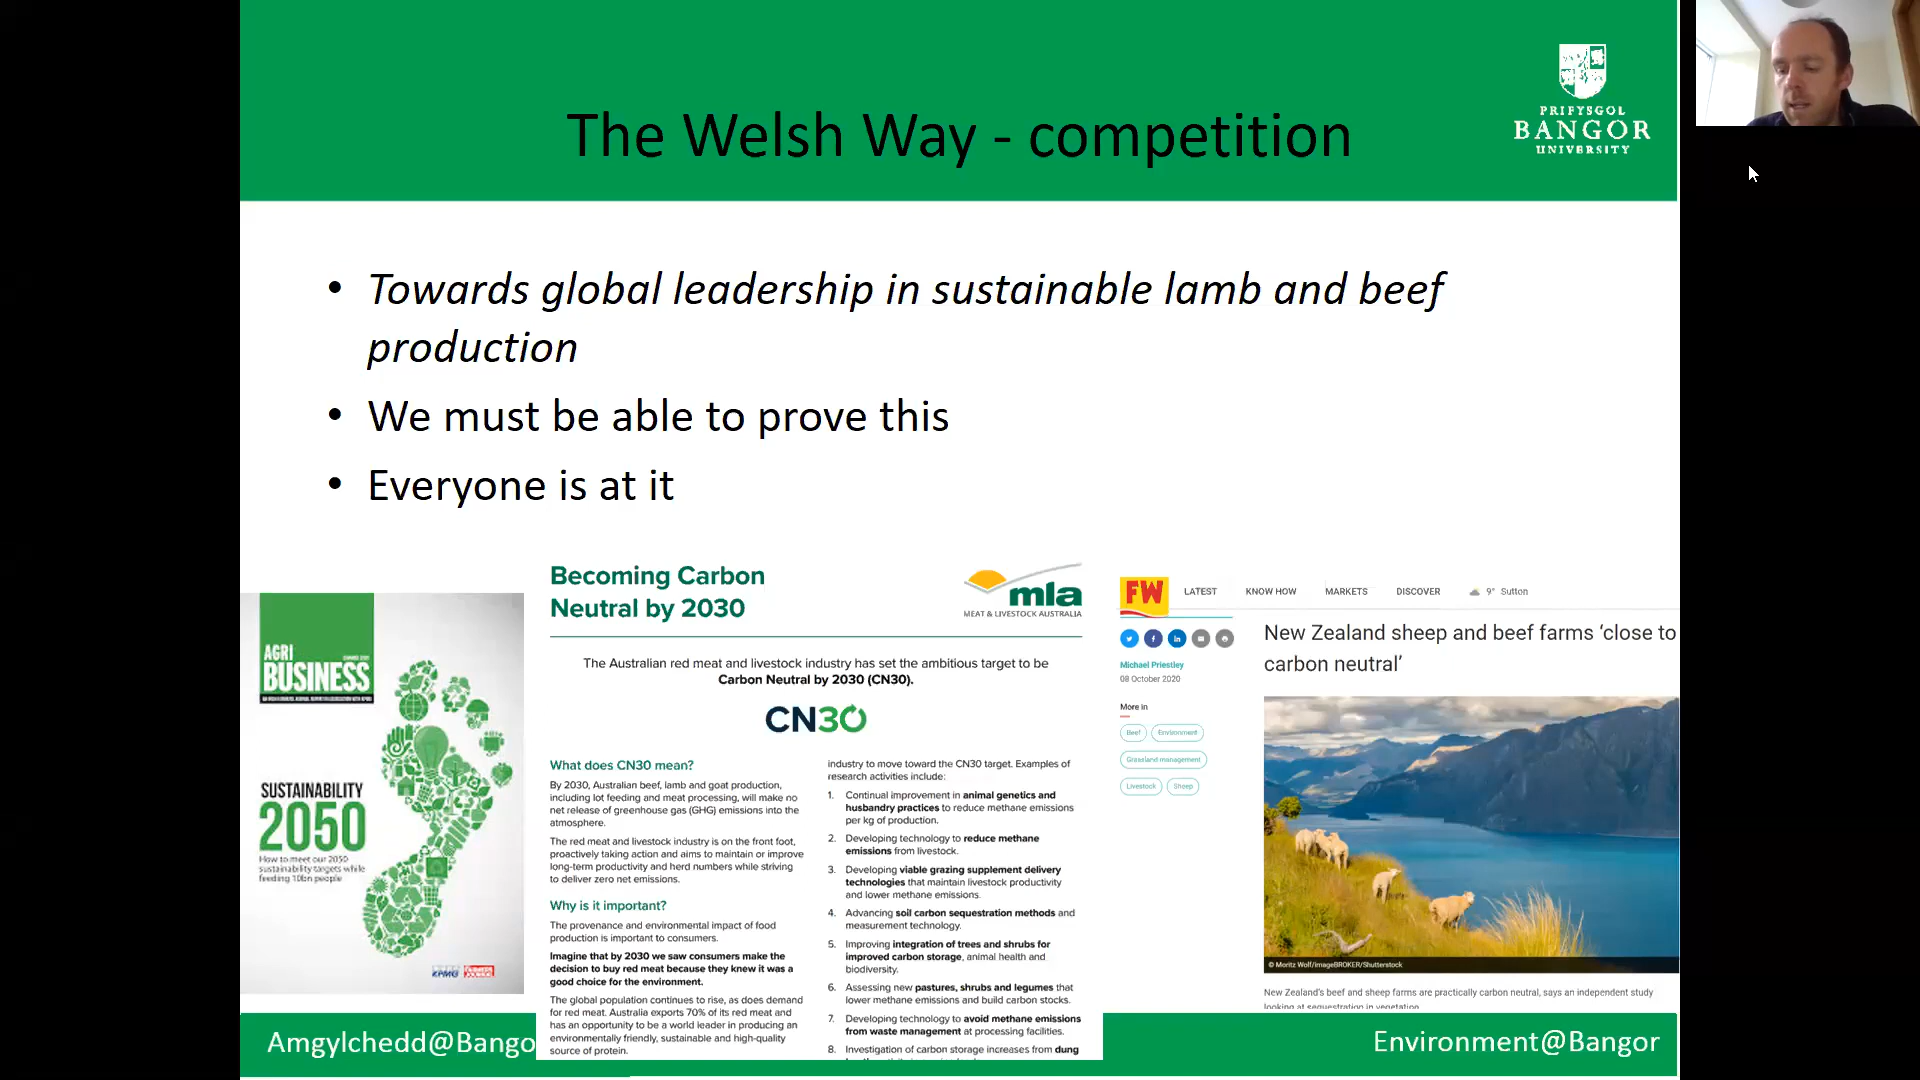 The Welsh Way - competition
PRIFYSGOL
BANGOR
UNIVERSITY
• Towards global leadership in sustainable lamb and beef
production
• We must be able to prove this
• Everyone is at it
AGRI
BUSINESS
SUSTAINABILITY
2050
How to meet our 2050
sustainability targets while
feeding 10bn people
KPMG
Becoming Carbon
Neutral by 2030
mla
MEAT & LIVESTOCK AUSTRALIA
The Australian red meat and livestock industry has set the ambitious target to be
Carbon Neutral by 2030 (CN30).
CN30
What does CN30 mean?
By 2030, Australian beef, lamb and goat production,
including lot feeding and meat processing, will make no
net release of greenhouse gas (GHG) emissions into the
atmosphere.
The red meat and livestock industry is on the front foot,
proactively taking action and aims to maintain or improve
long-term productivity and herd numbers while striving
to deliver zero net emissions.
Why is it important?
The provenance and environmental impact of food
production is important to consumers.
Imagine that by 2030 we saw consumers make the
decision to buy red meat because they knew it was a
good choice for the environment.
The global population continues to rise, as does demand
for red meat. Australia exports 70% of its red meat and
has an opportunity to be a world leader in producing an
environmentally friendly, sustainable and high-quality
source of protein.
industry to move toward the CN30 target. Examples of
research activities include:
1. Continual improvement in animal genetics and
husbandry practices to reduce methane emissions
per kg of production.
2. Developing technology to reduce methane
emissions from livestock.
3. Developing viable grazing supplement delivery
technologies that maintain livestock productivity
and lower methane emissions.
4. Advancing soil carbon sequestration methods and
measurement technology.
5. Improving integration of trees and shrubs for
improved carbon storage, animal health and
biodiversity.
6. Assessing new pastures, shrubs and legumes that
lower methane emissions and build carbon stocks.
7. Developing technology to avoid methane emissions
from waste management at processing facilities.
8. Investigation of carbon storage increases from dung
FW
LATEST KNOW HOW MARKETS DISCOVER 9° Sutton
New Zealand sheep and beef farms ‘close to
carbon neutral’
Michael Priestley
08 October 2020
More in
Beef Environment
Grassland management
Livestock Sheep
© Moritz Wolf/imageBROKER/Shutterstock
New Zealand's beef and sheep farms are practically carbon neutral, says an independent study
looking at sequestration in vegetation
Amgylchedd@Bango
Environment@Bangor